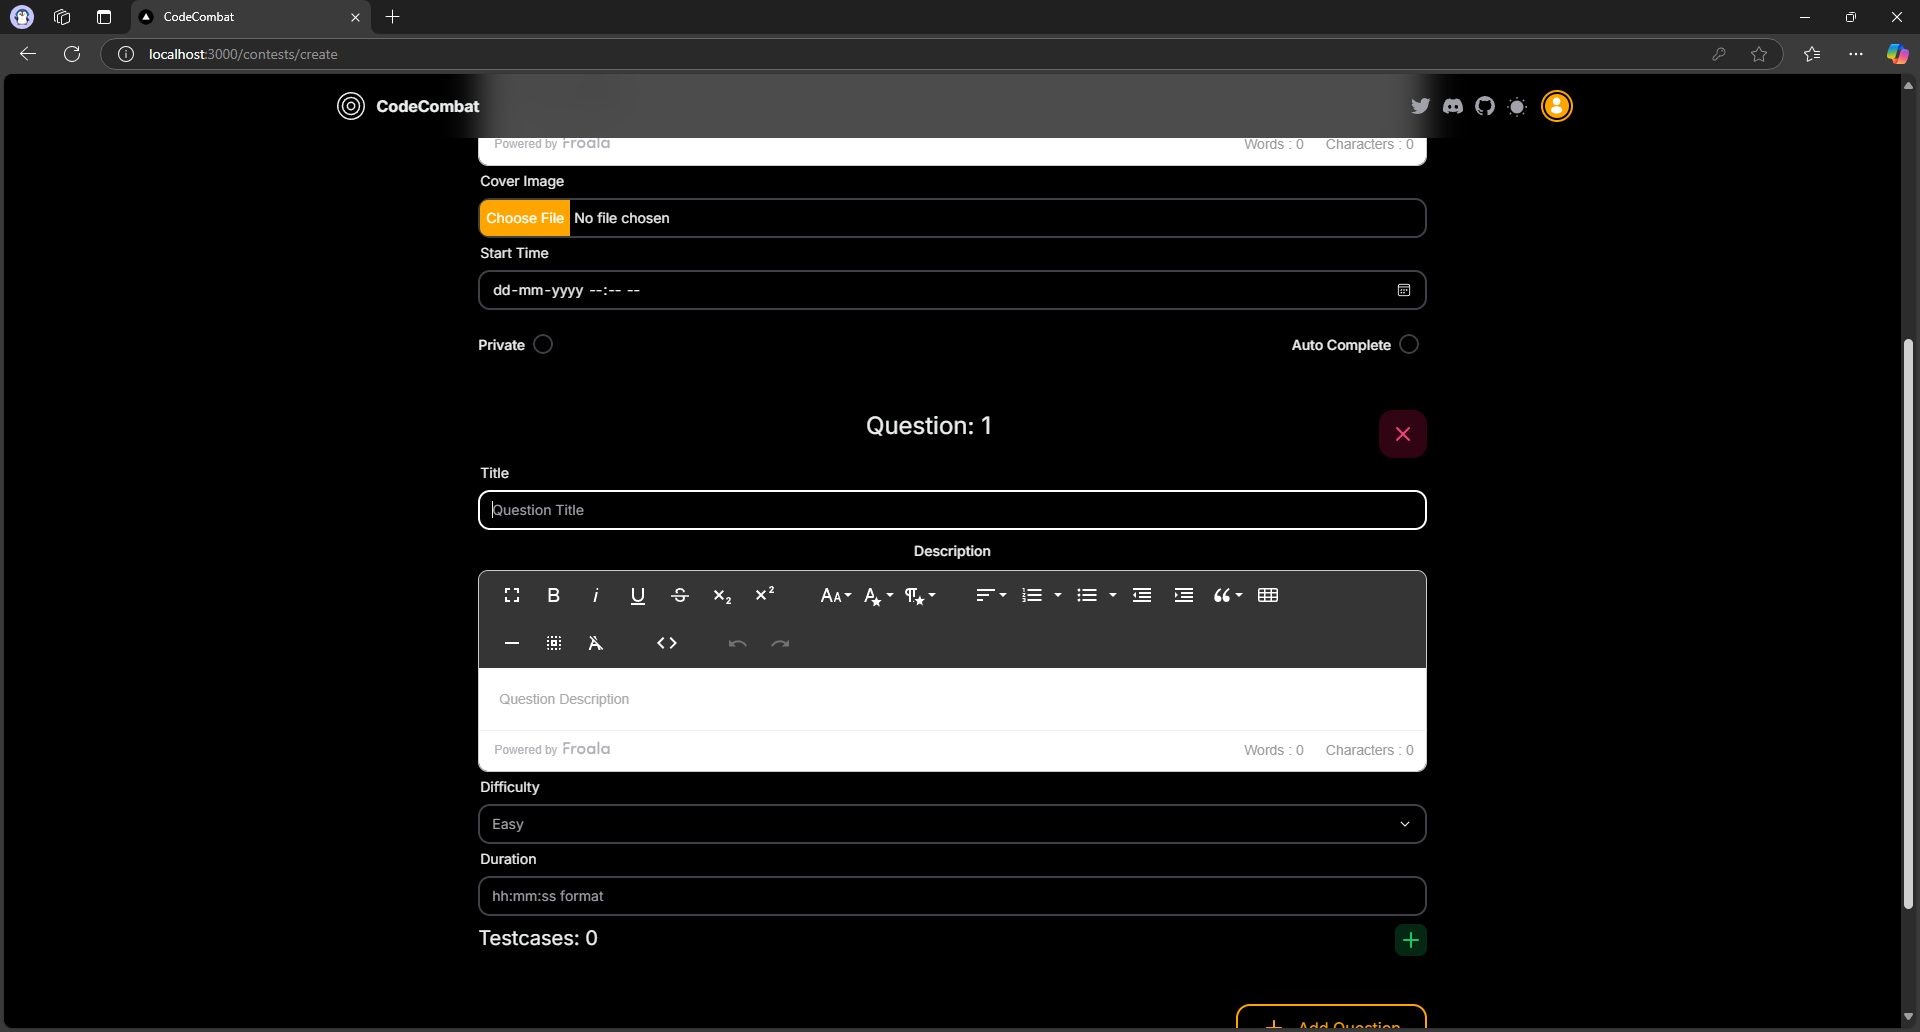 CodeCombat
localhost:3000/contests/create
CodeCombat
Powered by Froala
Words : 0 Characters : 0
Cover Image
Choose File No file chosen
Start Time
dd-mm-yyyy --:-- --
Private
Auto Complete
Question: 1
Title
Question Title
Description
Question Description
Powered by Froala
Words : 0 Characters : 0
Difficulty
Easy
Duration
hh:mm:ss format
Testcases: 0
Add Question